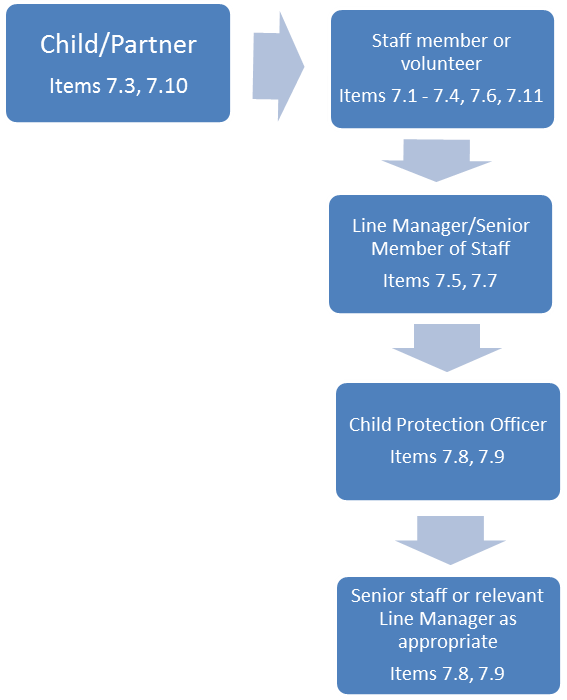 Child/Partner
Items 7.3, 7.10
Staff member or
volunteer
Items 7.1 - 7.4, 7.6, 7.11
Line Manager/Senior
Member of Staff
Items 7.5, 7.7
Child Protection Officer
Items 7.8, 7.9
Senior staff or relevant
Line Manager as
appropriate
Items 7.8, 7.9